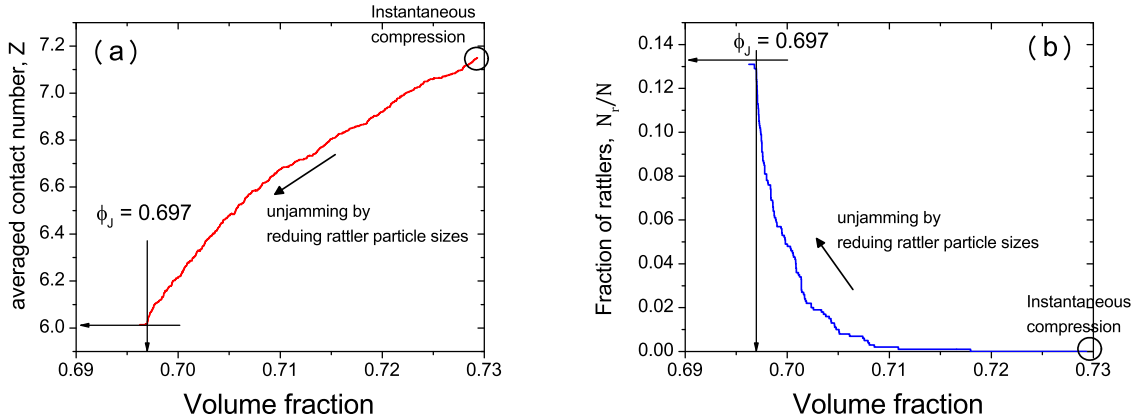 Instantaneous
compression
(a)
7.2
7.0
6.8
6.6
6.4
6.2
6.0
averaged contact number, Z
ϕJ = 0.697
unjamming by
reduing rattler particle sizes
0.69 0.70 0.71 0.72 0.73
Volume fraction
ϕJ = 0.697
(b)
0.14
0.12
0.10
0.08
0.06
0.04
0.02
0.00
Fraction of rattlers, Nr/N
unjamming by
reduing rattler particle sizes
Instantaneous
compression
0.69 0.70 0.71 0.72 0.73
Volume fraction